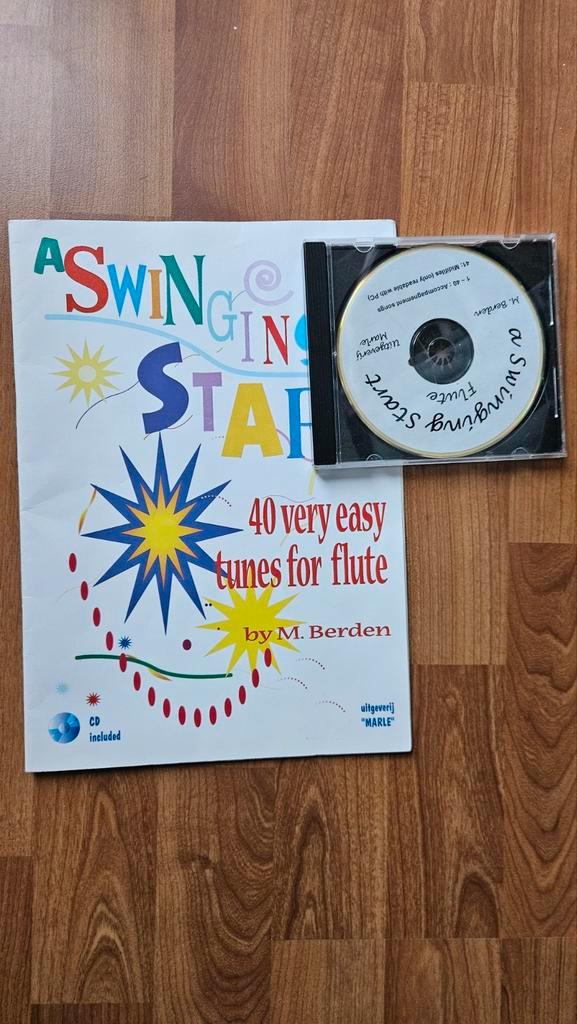 A SWINGING
STAR
40 very easy
tunes for flute
by M. Berden
CD
included
uitgeverij
"MARLE"
a Swinging Start
Flute
M. Berden
Uitgeverij
Marle
1 - 40 : Accompagnement songs
41: Midifiles (only readable with PC)